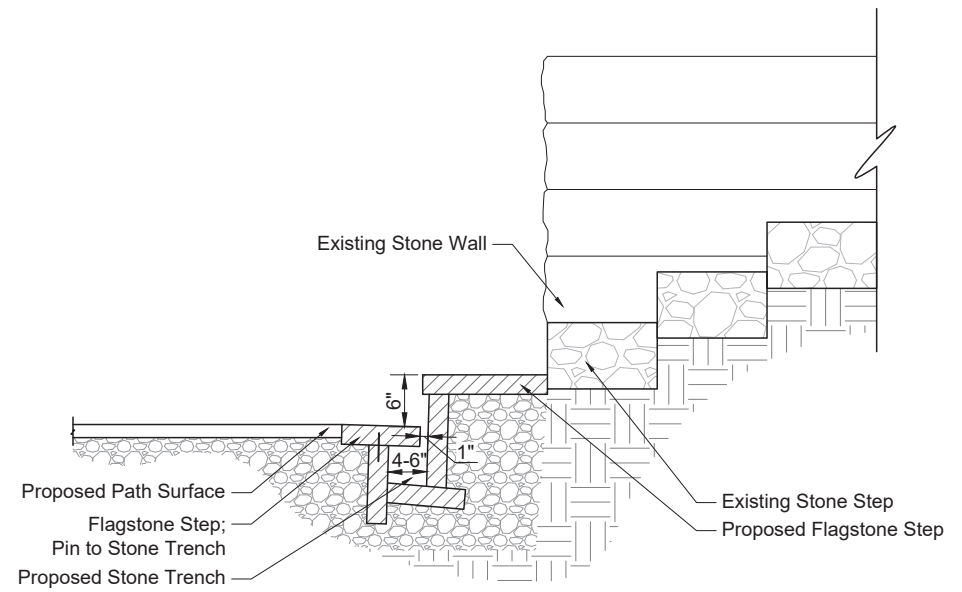 Existing Stone Wall
6"
1"
4-6"
Proposed Path Surface
Flagstone Step;
Pin to Stone Trench
Proposed Stone Trench
Existing Stone Step
Proposed Flagstone Step